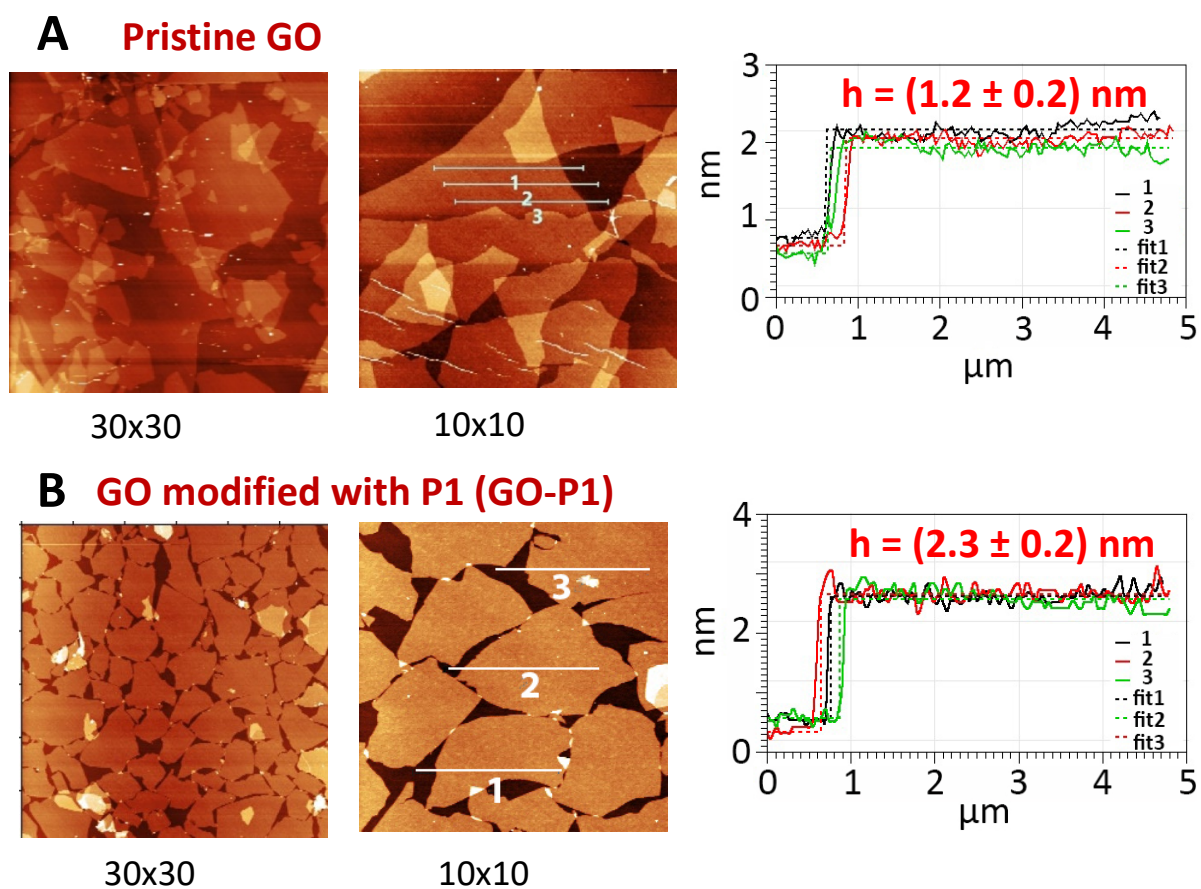 A Pristine GO
1
2
3
30x30
10x10
h = (1.2 ± 0.2) nm
3
2
1
0
nm
0 1 2 3 4 5
µm
1
2
3
fit1
fit2
fit3
B GO modified with P1 (GO-P1)
3
2
1
30x30
10x10
h = (2.3 ± 0.2) nm
4
2
0
nm
0 1 2 3 4 5
µm
1
2
3
fit1
fit2
fit3